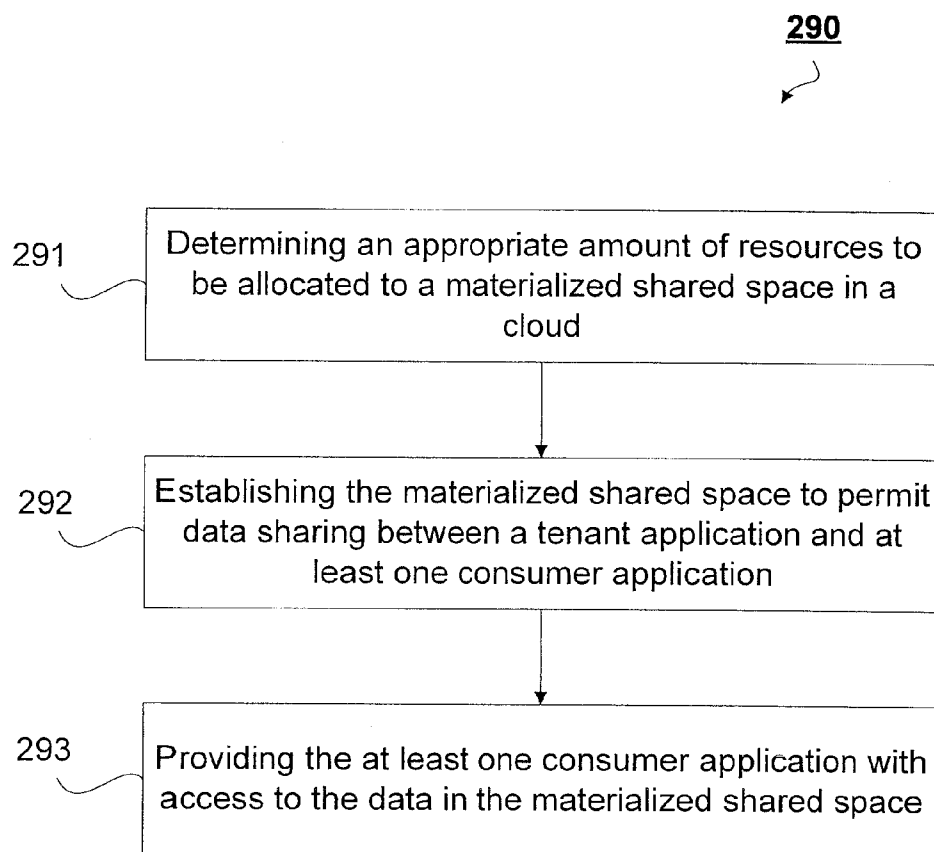 290
291
Determining an appropriate amount of resources to
be allocated to a materialized shared space in a
cloud
292
Establishing the materialized shared space to permit
data sharing between a tenant application and at
least one consumer application
293
Providing the at least one consumer application with
access to the data in the materialized shared space